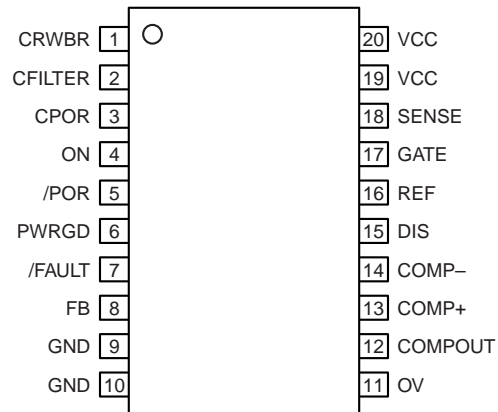 CRWBR 1 20 VCC
CFILTER 2 19 VCC
CPOR 3 18 SENSE
ON 4 17 GATE
/POR 5 16 REF
PWRGD 6 15 DIS
/FAULT 7 14 COMP–
FB 8 13 COMP+
GND 9 12 COMPOUT
GND 10 11 OV